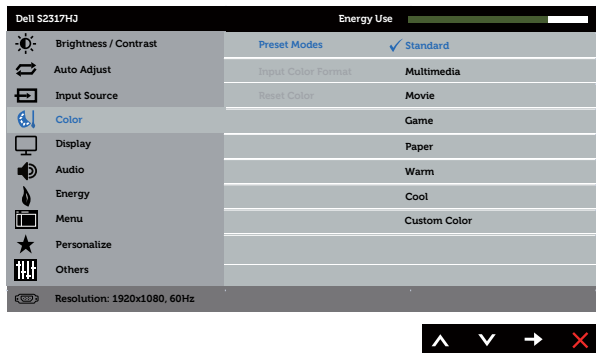 Dell S2317HJ Energy Use
Brightness / Contrast Preset Modes Standard
Auto Adjust Input Color Format Multimedia
Input Source Reset Color Movie
Color Game
Display Paper
Audio Warm
Energy Cool
Menu Custom Color
Personalize
Others
Resolution: 1920x1080, 60Hz